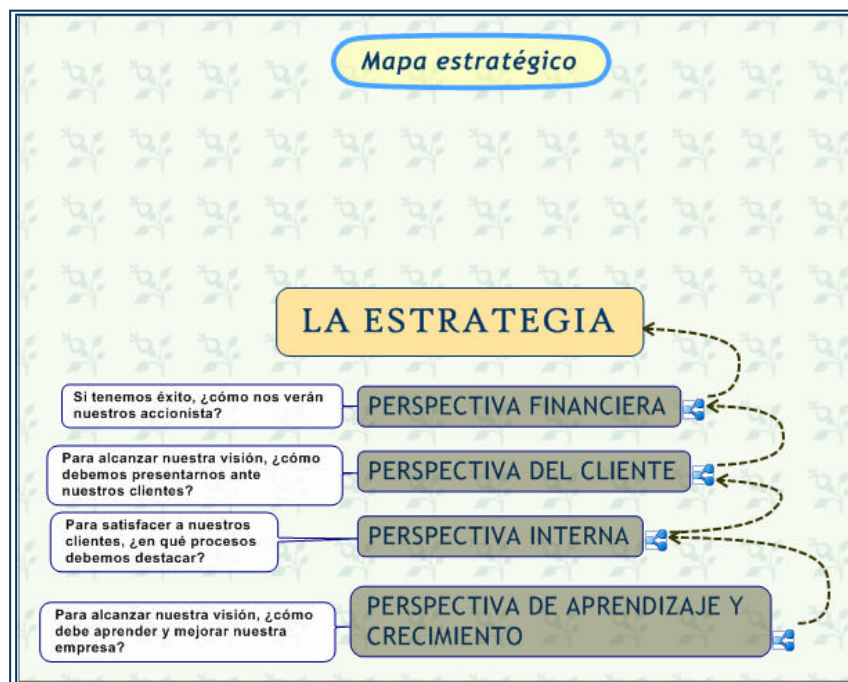 Mapa estratégico
LA ESTRATEGIA
Si tenemos éxito, ¿cómo nos verán
nuestros accionista?
PERSPECTIVA FINANCIERA
Para alcanzar nuestra visión, ¿cómo
debemos presentarnos ante
nuestros clientes?
PERSPECTIVA DEL CLIENTE
Para satisfacer a nuestros
clientes, ¿en qué procesos
debemos destacar?
PERSPECTIVA INTERNA
Para alcanzar nuestra visión, ¿cómo
debe aprender y mejorar nuestra
empresa?
PERSPECTIVA DE APRENDIZAJE Y
CRECIMIENTO